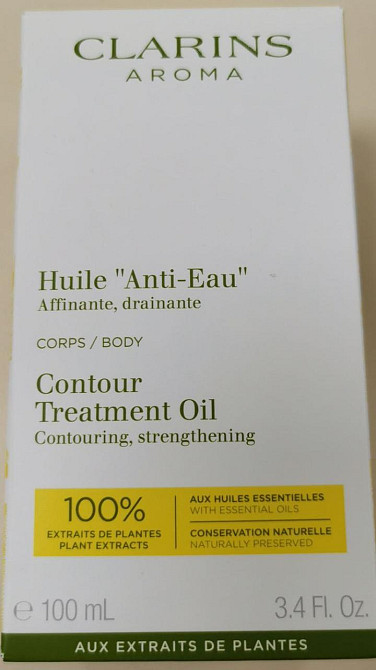 CLARINS
AROMA
Huile "Anti-Eau"
Affinante, drainante
CORPS / BODY
Contour
Treatment Oil
Contouring, strengthening
100%
EXTRAITS DE PLANTES
PLANT EXTRACTS
AUX HUILES ESSENTIELLES
WITH ESSENTIAL OILS
CONSERVATION NATURELLE
NATURALLY PRESERVED
℮ 100 mL 3.4 Fl. Oz.
AUX EXTRAITS DE PLANTES